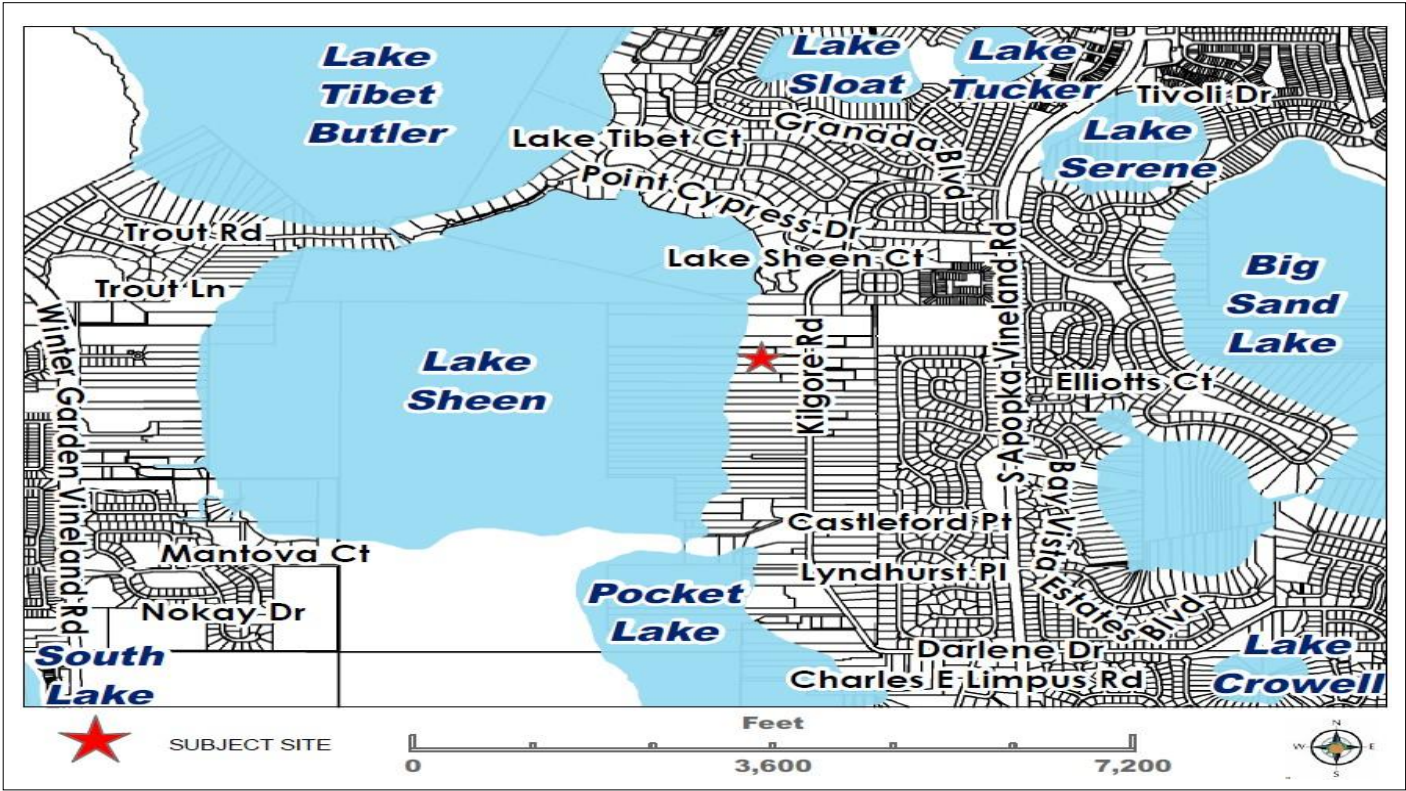 Lake
Tibet
Butler
Lake
Sloat
Lake
Tucker
Tivoli Dr
Lake
Serene
Granada Blvd
Lake Tibet Ct
Point Cypress Dr
Trout Rd
Lake Sheen Ct
Trout Ln
Big
Sand
Lake
Winter Garden Vineland Rd
Lake
Sheen
Kilgore Rd
S Apopka Vineland Rd
Elliotts Ct
Bay Vista Estates Blvd
Castleford Pt
Mantova Ct
Lyndhurst Pl
Nokay Dr
Pocket
Lake
Darlene Dr
Charles E Limpus Rd
South
Lake
Lake
Crowell
SUBJECT SITE
Feet
0
3,600
7,200
N
W
E
S